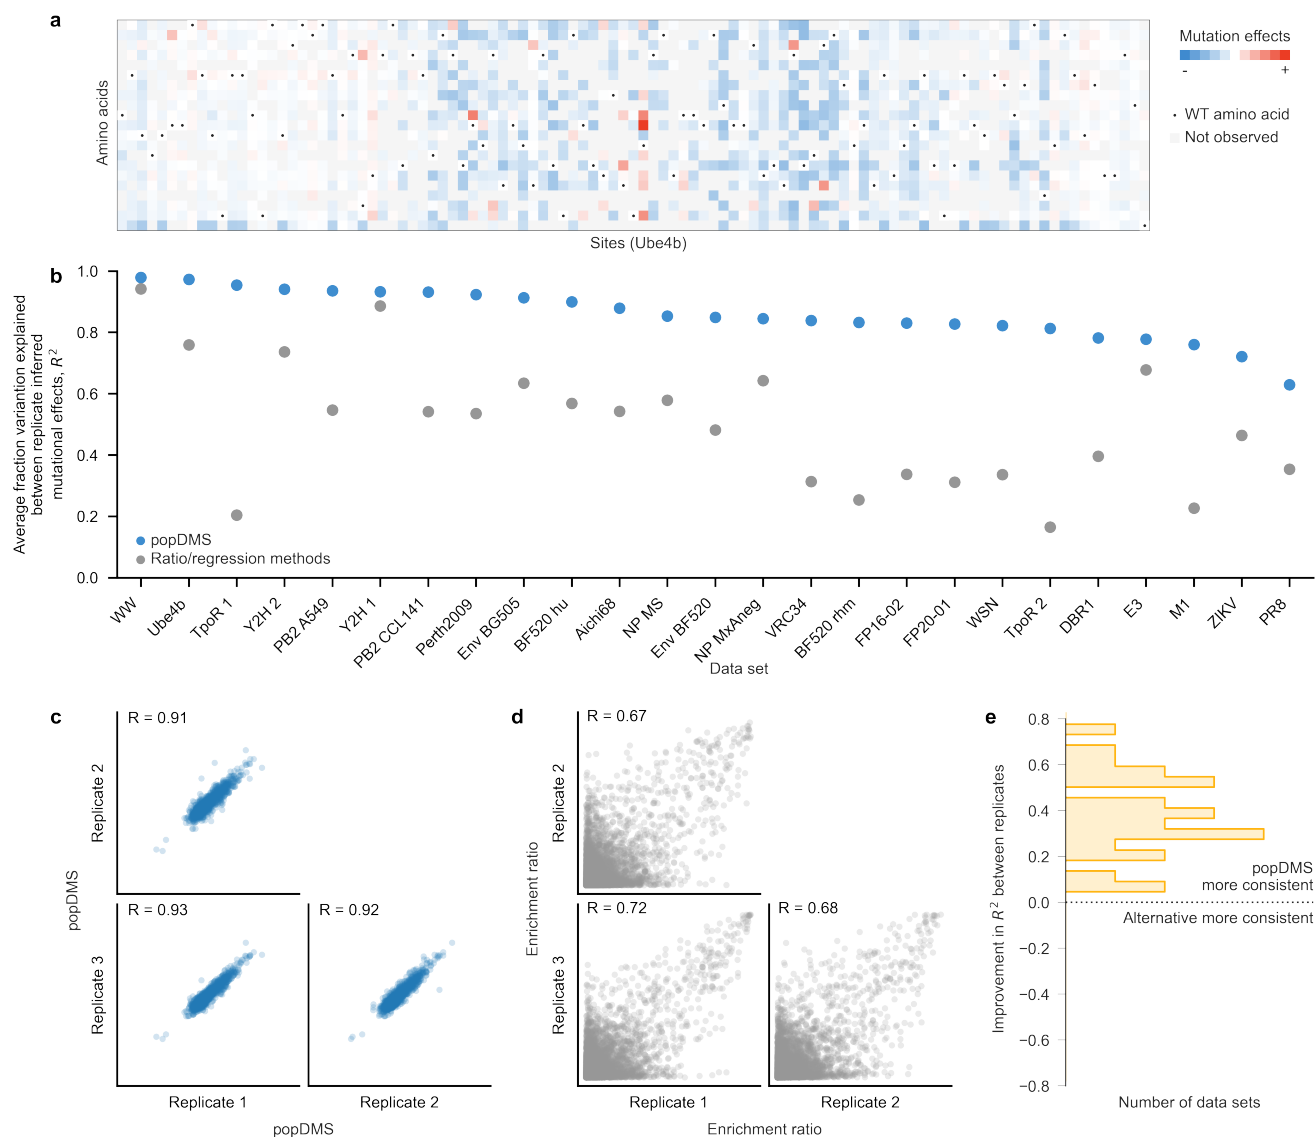 a
Amino acids
Sites (Ube4b)
Mutation effects
- +
WT amino acid
Not observed
b
Average fraction variantion explained
between replicate inferred
mutational effects, R²
1.0
0.8
0.6
0.4
0.2
0.0
popDMS
Ratio/regression methods
WW
Ube4b
TpoR 1
Y2H 2
PB2 A549
Y2H 1
PB2 CCL141
Perth2009
Env BG505
BF520 hu
Aichi68
NP MS
Env BF520
NP MxAneg
VRC34
BF520 rhm
FP16-02
FP20-01
WSN
TpoR 2
DBR1
E3
M1
ZIKV
PR8
Data set
c
R = 0.91
Replicate 2
popDMS
R = 0.93
R = 0.92
Replicate 3
Replicate 1
Replicate 2
popDMS
d
R = 0.67
Replicate 2
Enrichment ratio
R = 0.72
R = 0.68
Replicate 3
Replicate 1
Replicate 2
Enrichment ratio
e
Improvement in R² between replicates
0.8
0.6
0.4
0.2
0.0
−0.2
−0.4
−0.6
−0.8
popDMS
more consistent
Alternative more consistent
Number of data sets